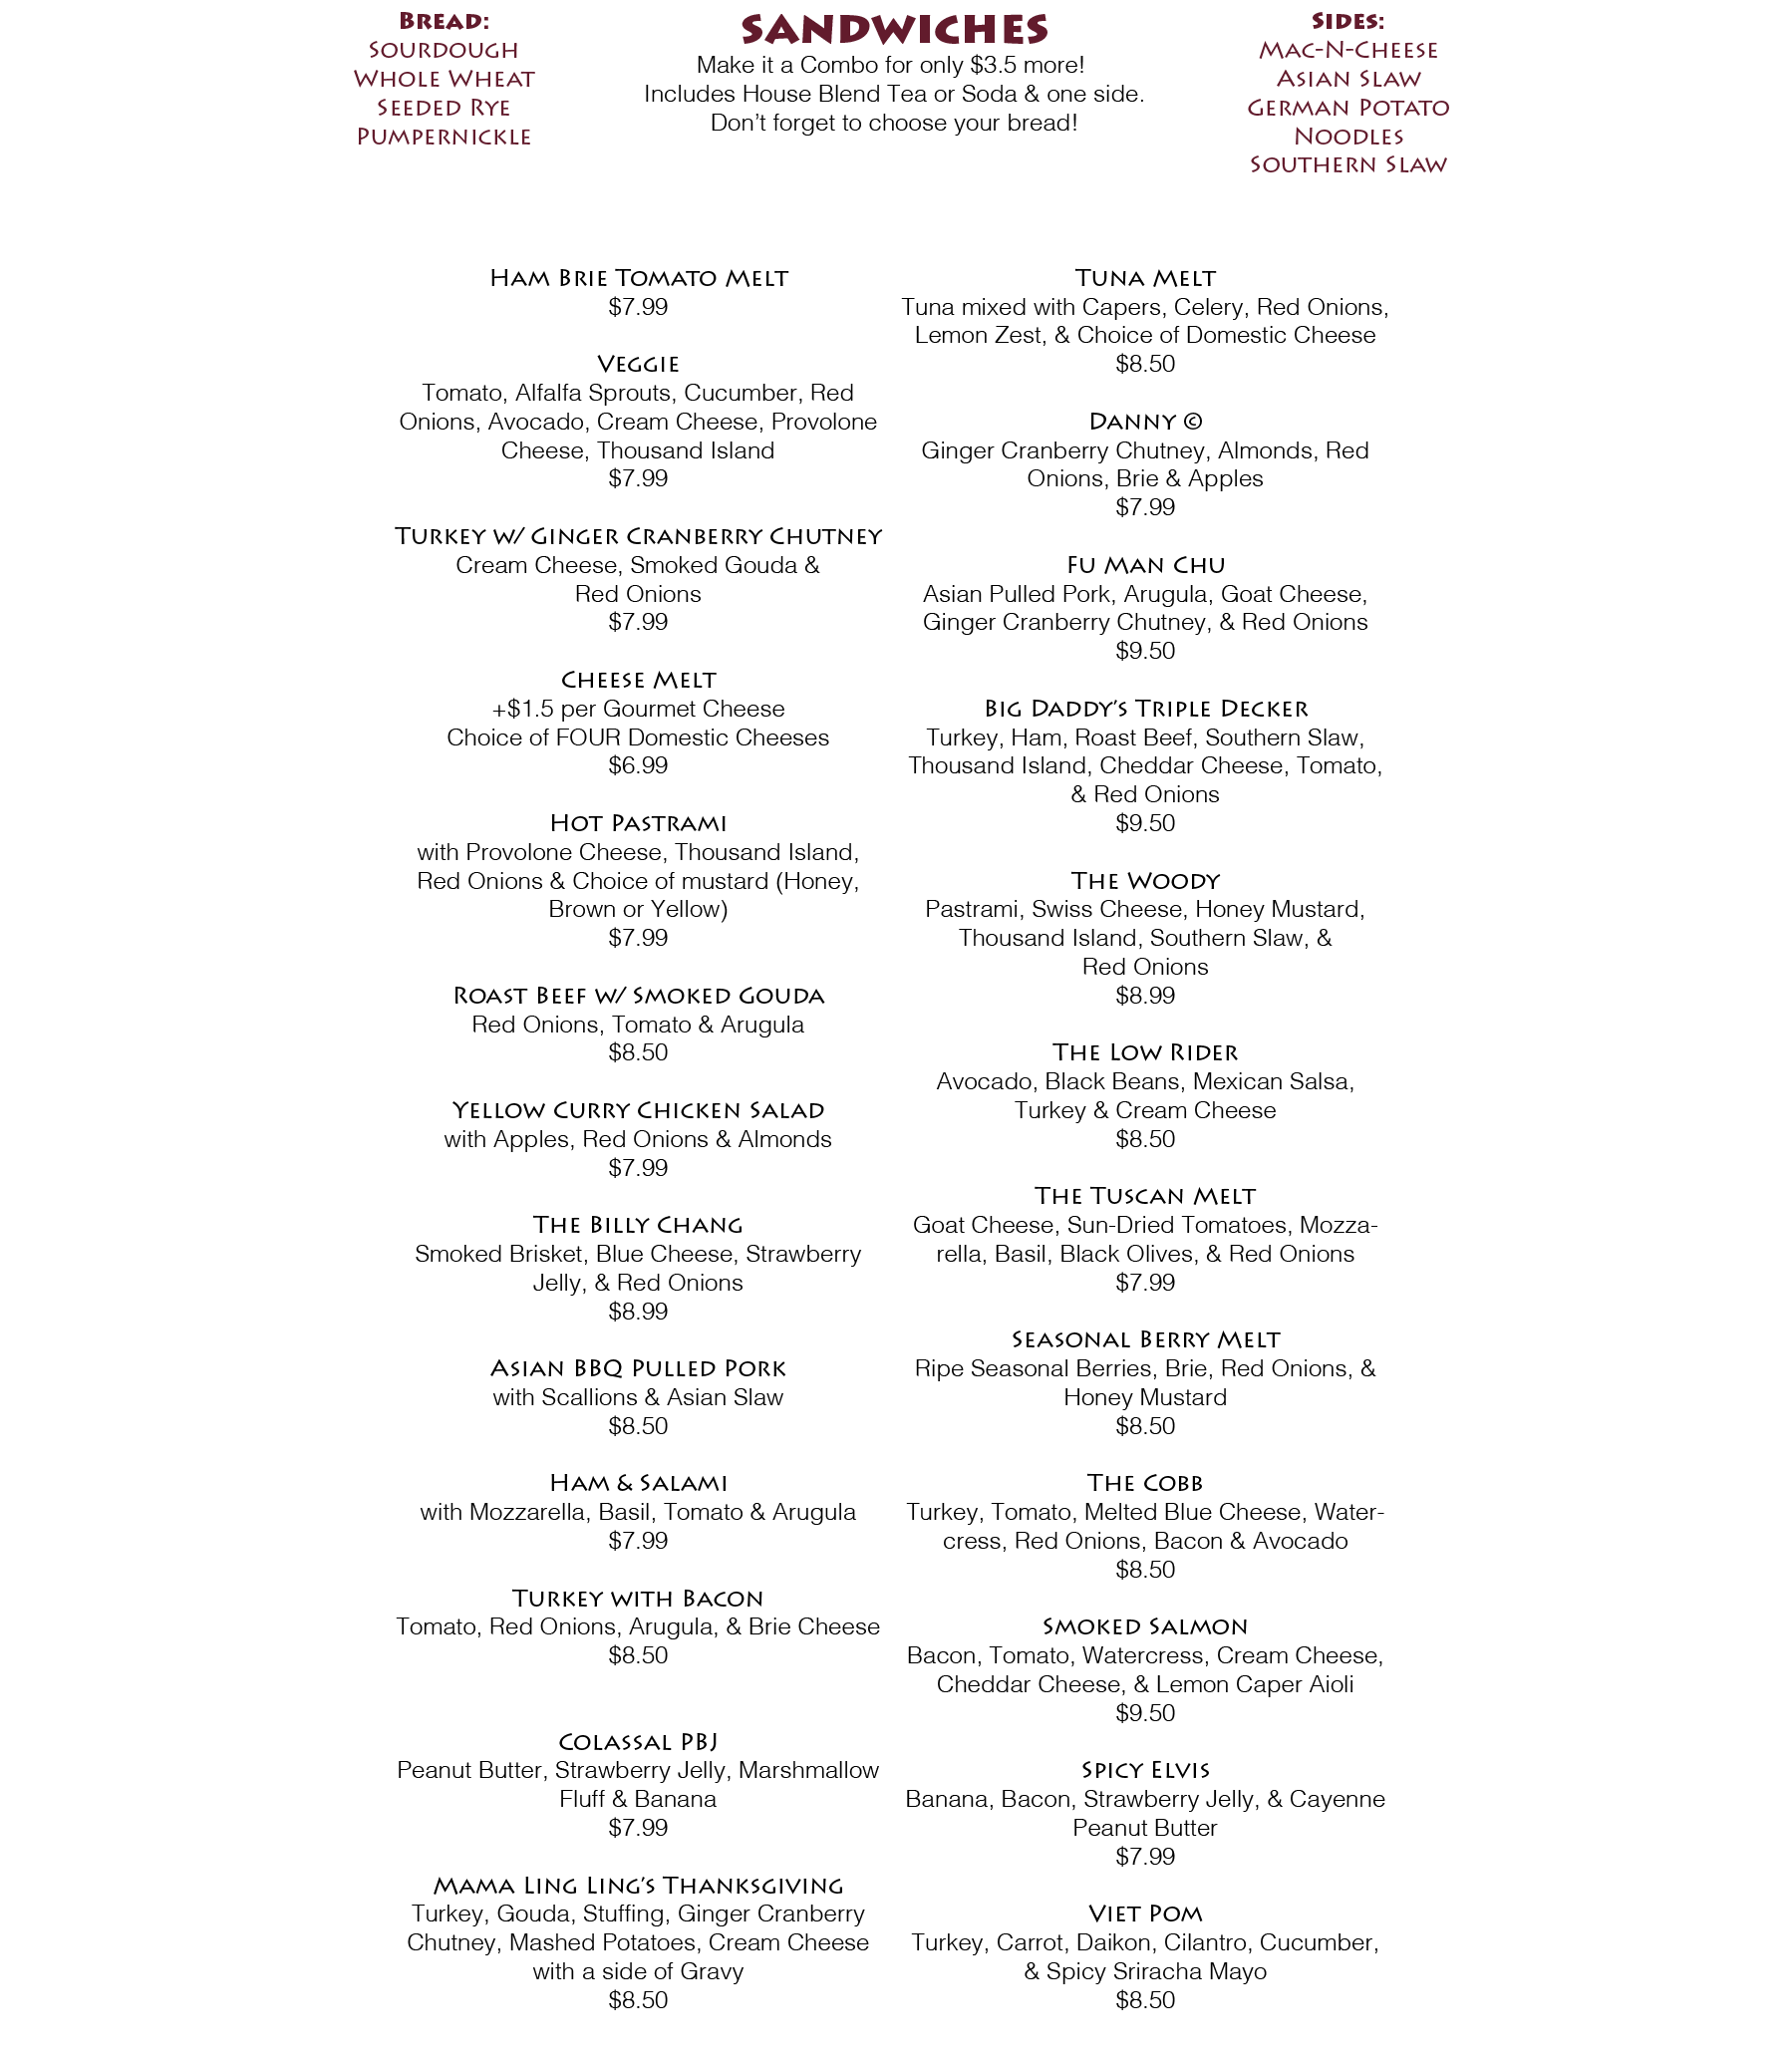 Bread:
Sourdough
Whole Wheat
Seeded Rye
Pumpernickle
SANDWICHES
Make it a Combo for only $3.5 more!
Includes House Blend Tea or Soda & one side.
Don’t forget to choose your bread!
Sides:
Mac-N-Cheese
Asian Slaw
German Potato
Noodles
Southern Slaw
Ham Brie Tomato Melt
$7.99
Veggie
Tomato, Alfalfa Sprouts, Cucumber, Red
Onions, Avocado, Cream Cheese, Provolone
Cheese, Thousand Island
$7.99
Turkey w/ Ginger Cranberry Chutney
Cream Cheese, Smoked Gouda &
Red Onions
$7.99
Cheese Melt
+$1.5 per Gourmet Cheese
Choice of FOUR Domestic Cheeses
$6.99
Hot Pastrami
with Provolone Cheese, Thousand Island,
Red Onions & Choice of mustard (Honey,
Brown or Yellow)
$7.99
Roast Beef w/ Smoked Gouda
Red Onions, Tomato & Arugula
$8.50
Yellow Curry Chicken Salad
with Apples, Red Onions & Almonds
$7.99
The Billy Chang
Smoked Brisket, Blue Cheese, Strawberry
Jelly, & Red Onions
$8.99
Asian BBQ Pulled Pork
with Scallions & Asian Slaw
$8.50
Ham & Salami
with Mozzarella, Basil, Tomato & Arugula
$7.99
Turkey with Bacon
Tomato, Red Onions, Arugula, & Brie Cheese
$8.50
Colassal PBJ
Peanut Butter, Strawberry Jelly, Marshmallow
Fluff & Banana
$7.99
Mama Ling Ling’s Thanksgiving
Turkey, Gouda, Stuffing, Ginger Cranberry
Chutney, Mashed Potatoes, Cream Cheese
with a side of Gravy
$8.50
Tuna Melt
Tuna mixed with Capers, Celery, Red Onions,
Lemon Zest, & Choice of Domestic Cheese
$8.50
Danny ©
Ginger Cranberry Chutney, Almonds, Red
Onions, Brie & Apples
$7.99
Fu Man Chu
Asian Pulled Pork, Arugula, Goat Cheese,
Ginger Cranberry Chutney, & Red Onions
$9.50
Big Daddy’s Triple Decker
Turkey, Ham, Roast Beef, Southern Slaw,
Thousand Island, Cheddar Cheese, Tomato,
& Red Onions
$9.50
The Woody
Pastrami, Swiss Cheese, Honey Mustard,
Thousand Island, Southern Slaw, &
Red Onions
$8.99
The Low Rider
Avocado, Black Beans, Mexican Salsa,
Turkey & Cream Cheese
$8.50
The Tuscan Melt
Goat Cheese, Sun-Dried Tomatoes, Mozza-
rella, Basil, Black Olives, & Red Onions
$7.99
Seasonal Berry Melt
Ripe Seasonal Berries, Brie, Red Onions, &
Honey Mustard
$8.50
The Cobb
Turkey, Tomato, Melted Blue Cheese, Water-
cress, Red Onions, Bacon & Avocado
$8.50
Smoked Salmon
Bacon, Tomato, Watercress, Cream Cheese,
Cheddar Cheese, & Lemon Caper Aioli
$9.50
Spicy Elvis
Banana, Bacon, Strawberry Jelly, & Cayenne
Peanut Butter
$7.99
Viet Pom
Turkey, Carrot, Daikon, Cilantro, Cucumber,
& Spicy Sriracha Mayo
$8.50